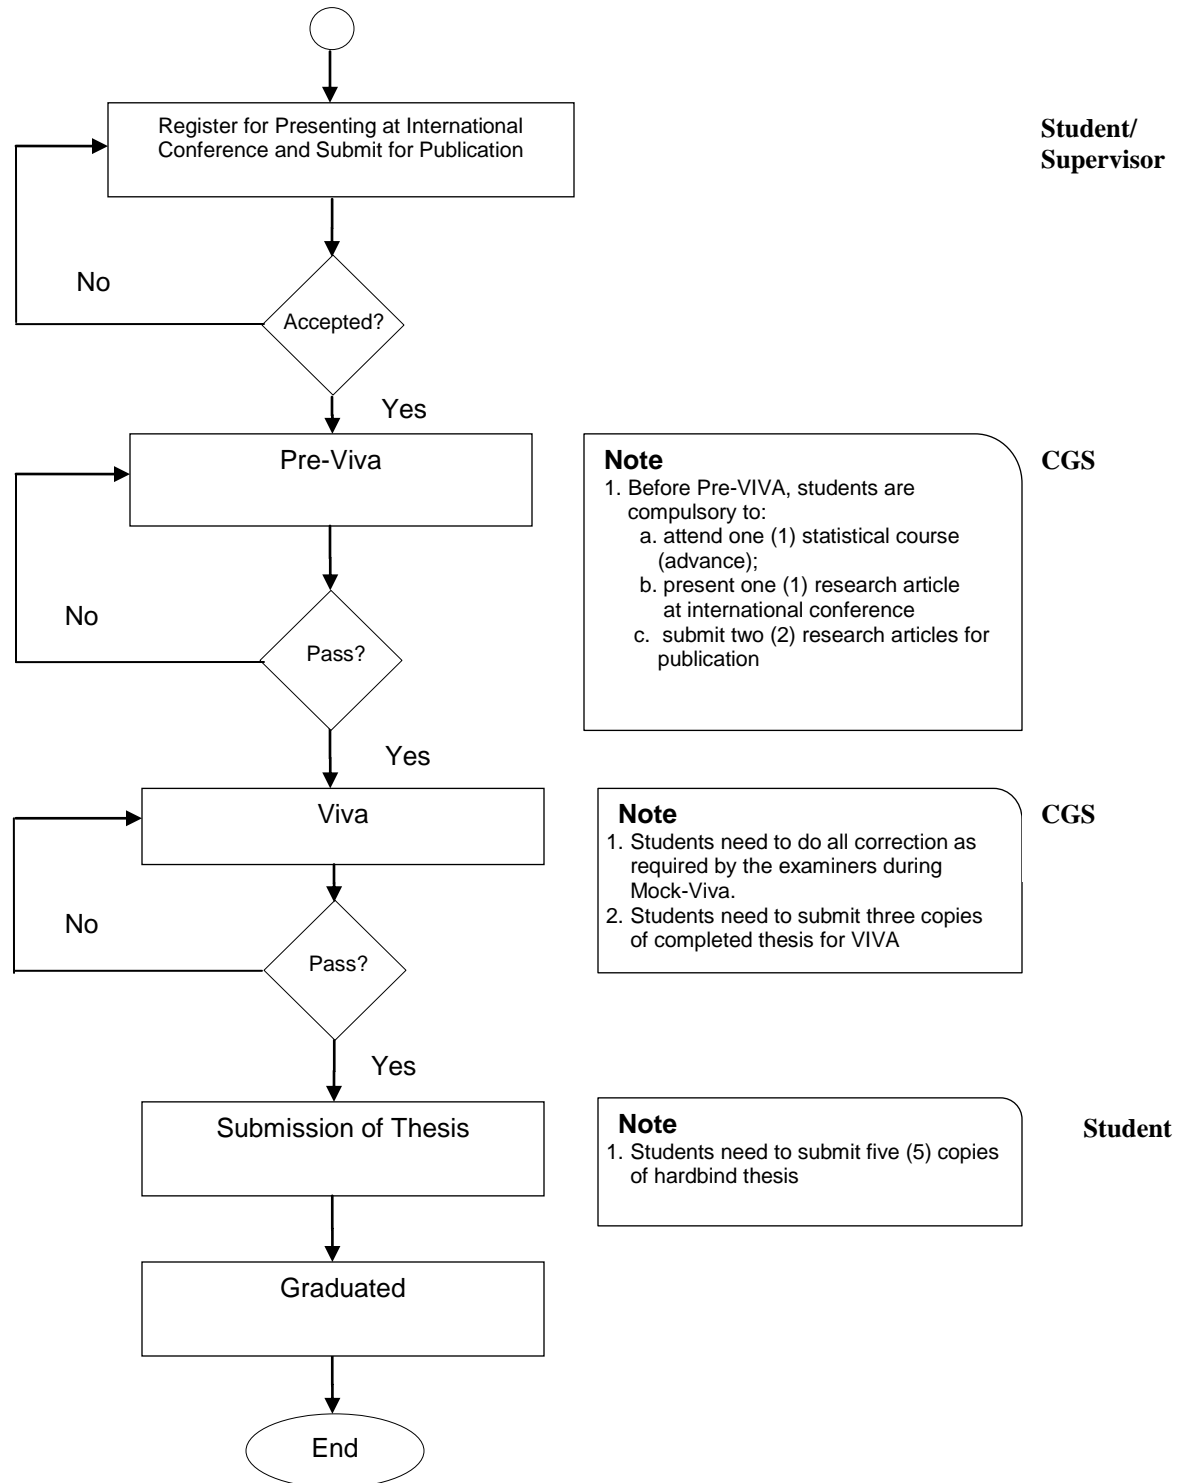 Register for Presenting at International
Conference and Submit for Publication
Student/
Supervisor
No
Accepted?
Yes
Pre-Viva
Note
1. Before Pre-VIVA, students are
compulsory to:
a. attend one (1) statistical course
(advance);
b. present one (1) research article
at international conference
c. submit two (2) research articles for
publication
CGS
No
Pass?
Yes
Viva
Note
1. Students need to do all correction as
required by the examiners during
Mock-Viva.
2. Students need to submit three copies
of completed thesis for VIVA
CGS
No
Pass?
Yes
Submission of Thesis
Note
1. Students need to submit five (5) copies
of hardbind thesis
Student
Graduated
End